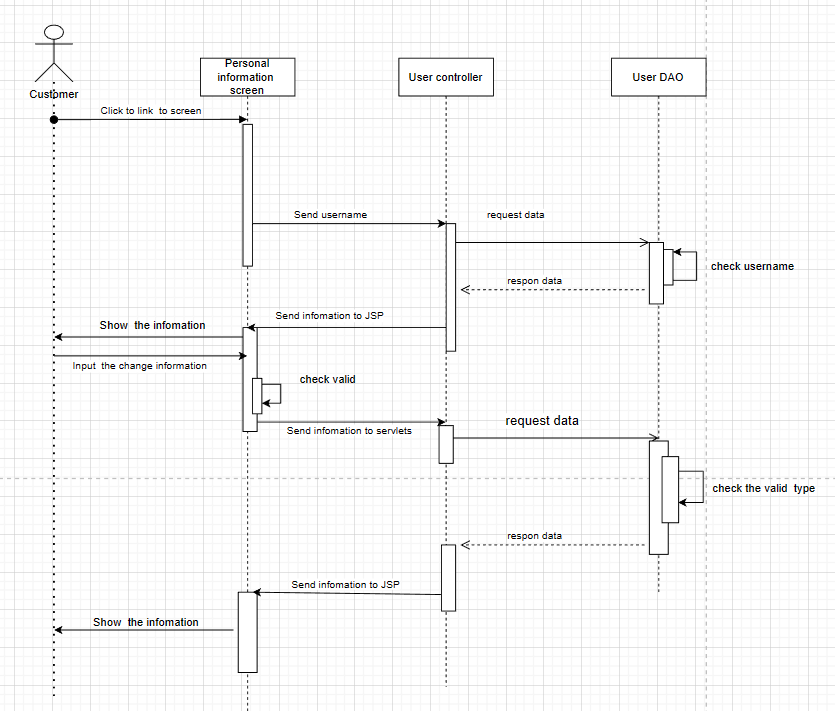 Personal
information
screen
User controller
User DAO
Customer
Click to link  to screen
Send username
request data
check username
respon data
Send infomation to JSP
Show  the infomation
Input  the change information
check valid
request data
Send infomation to servlets
check the valid  type
respon data
Send infomation to JSP
Show  the infomation